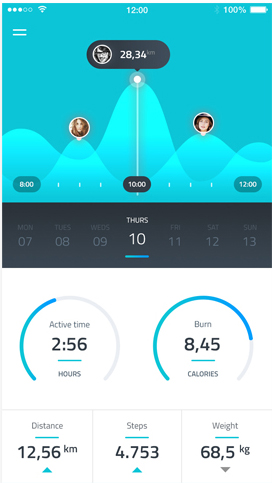 12:00
100%
28,34 km
8:00
10:00
12:00
THURS
MON TUES WEDS FRI SAT SUN
07 08 09 10 11 12 13
Active time
2:56
HOURS
Burn
8,45
CALORIES
Distance Steps Weight
12,56 km 4.753 68,5 kg